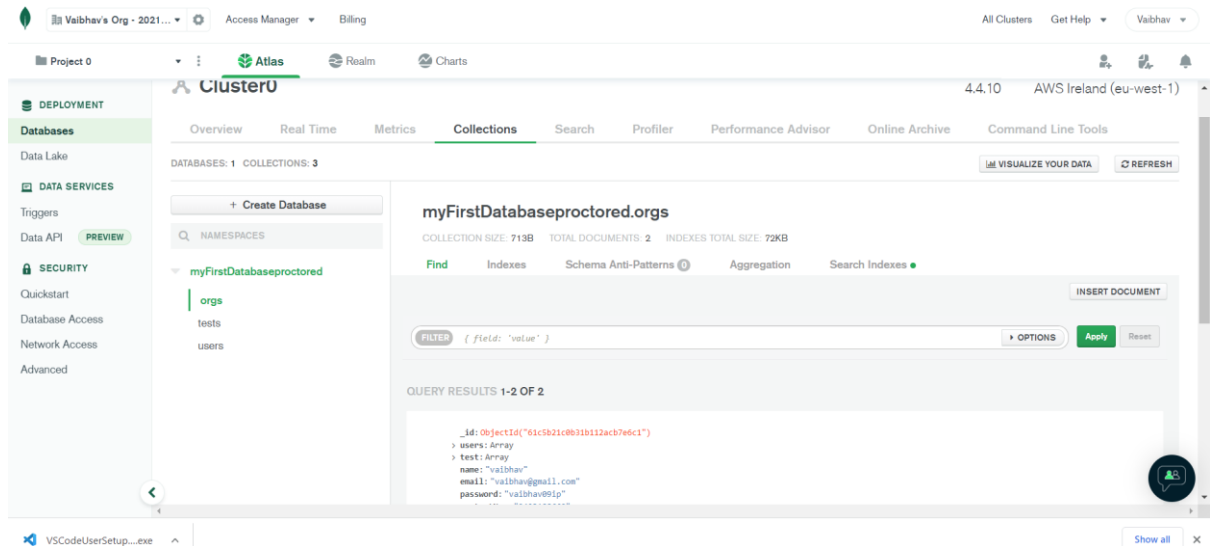 Vaibhav's Org - 2021... Access Manager Billing All Clusters Get Help Vaibhav
Project 0 Atlas Realm Charts
Cluster0 4.4.10 AWS Ireland (eu-west-1)
DEPLOYMENT
Databases
Data Lake
DATA SERVICES
Triggers
Data API PREVIEW
SECURITY
Quickstart
Database Access
Network Access
Advanced
Overview Real Time Metrics Collections Search Profiler Performance Advisor Online Archive Command Line Tools
DATABASES: 1 COLLECTIONS: 3 VISUALIZE YOUR DATA REFRESH
+ Create Database
NAMESPACES
myFirstDatabaseproctored
orgs
tests
users
myFirstDatabaseproctored.orgs
COLLECTION SIZE: 713B TOTAL DOCUMENTS: 2 INDEXES TOTAL SIZE: 72KB
Find Indexes Schema Anti-Patterns 0 Aggregation Search Indexes
INSERT DOCUMENT
FILTER { field: 'value' } OPTIONS Apply Reset
QUERY RESULTS 1-2 OF 2
_id: ObjectId("61c5b21c0b31b112acb7e6c1")
users: Array
test: Array
name: "vaibhav"
email: "vaibhav@gmail.com"
password: "vaibhav09ip"
VSCodeUserSetup....exe Show all